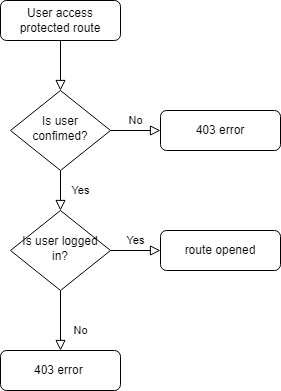 User access
protected route
Is user
confimed?
No
403 error
Yes
Is user logged
in?
Yes
route opened
No
403 error